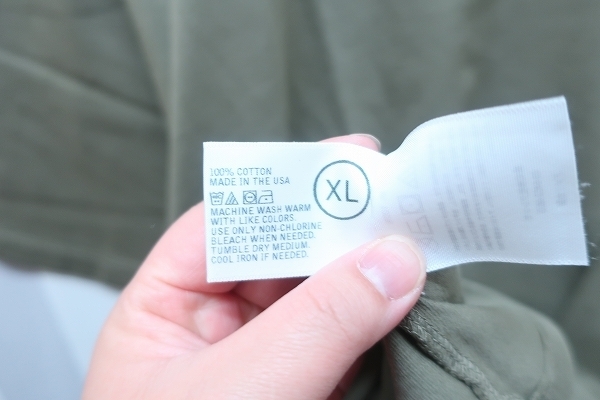 100% COTTON
MADE IN THE USA
XL
MACHINE WASH WARM
WITH LIKE COLORS.
USE ONLY NON-CHLORINE
BLEACH WHEN NEEDED.
TUMBLE DRY MEDIUM.
COOL IRON IF NEEDED.